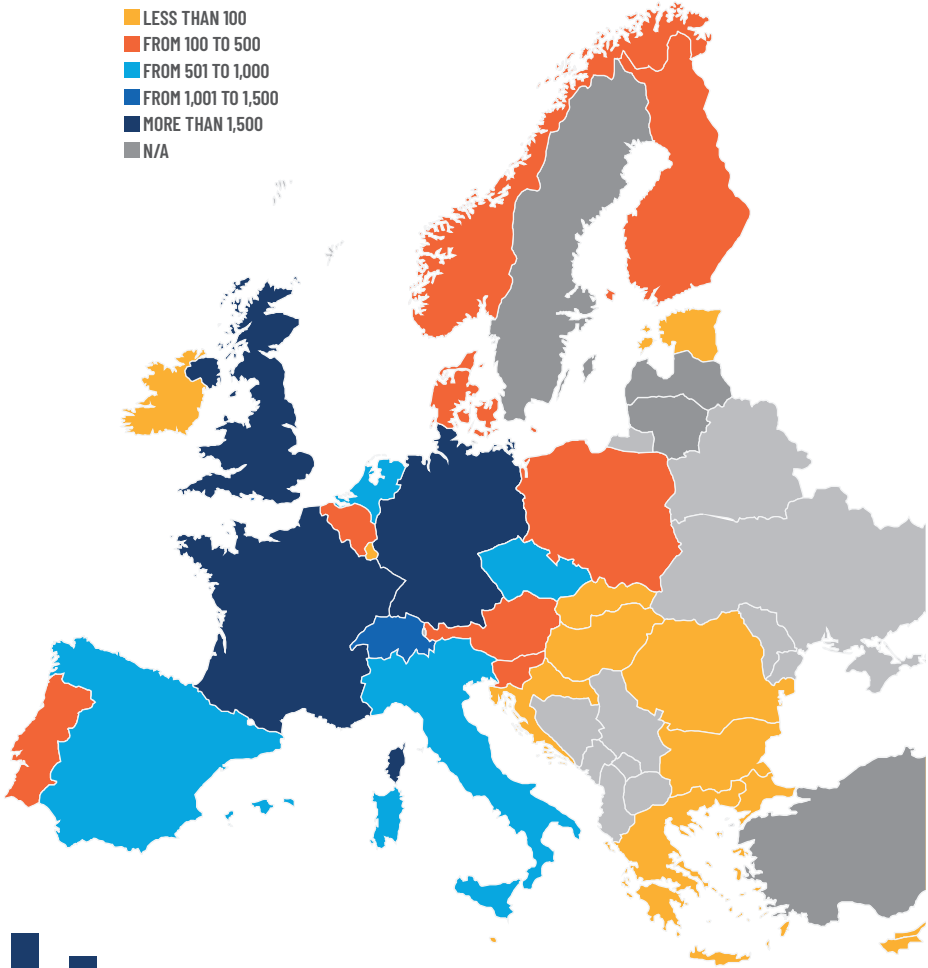 LESS THAN 100
FROM 100 TO 500
FROM 501 TO 1,000
FROM 1,001 TO 1,500
MORE THAN 1,500
N/A